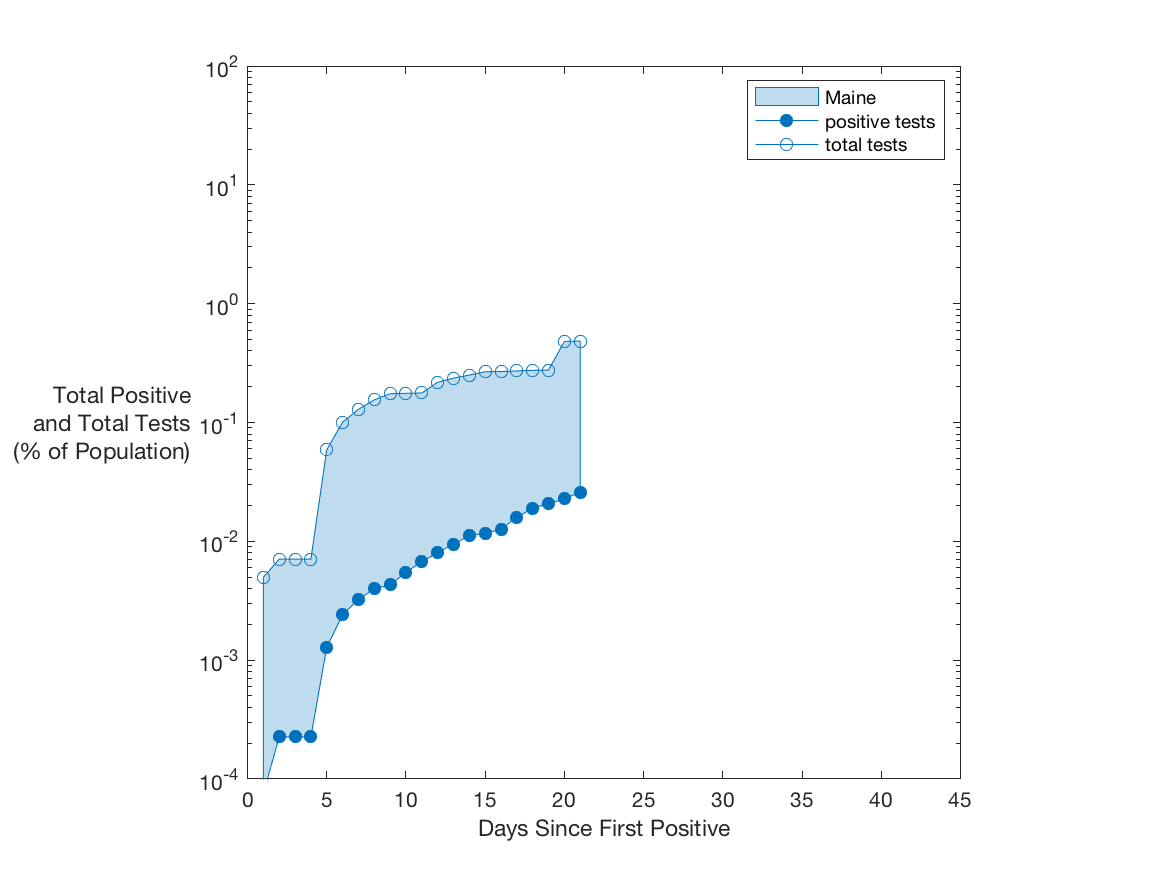 10^2
10^1
10^0
10^-1
10^-2
10^-3
10^-4
Total Positive
and Total Tests
(% of Population)
Maine
positive tests
total tests
0 5 10 15 20 25 30 35 40 45
Days Since First Positive